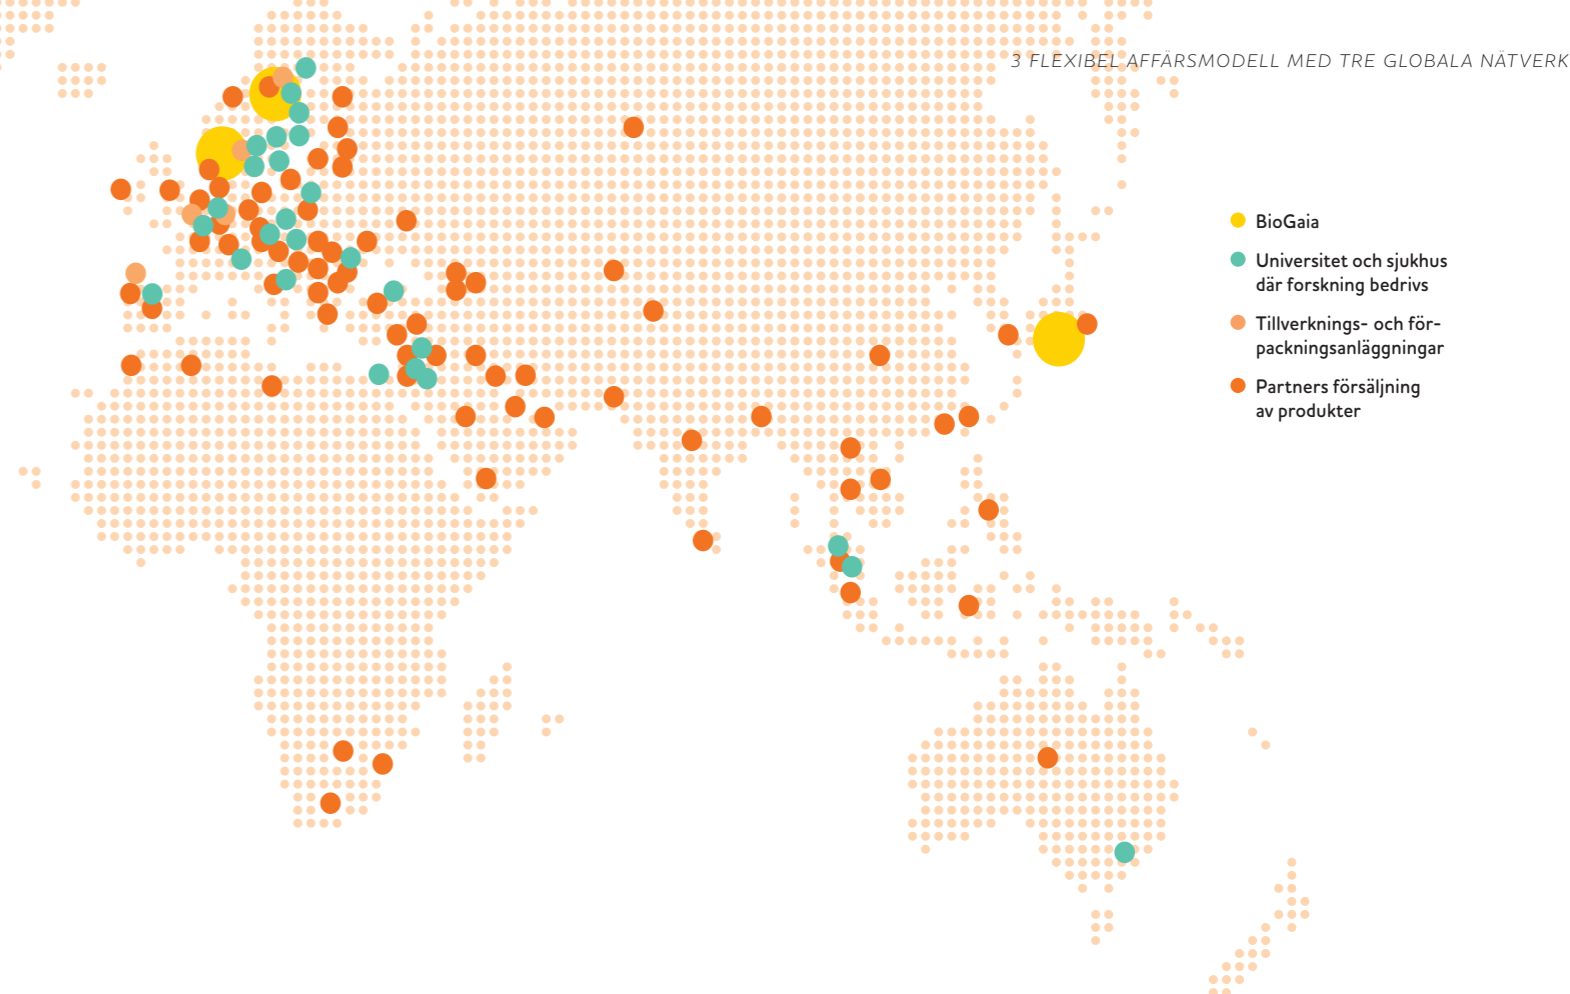 3 FLEXIBEL AFFÄRSMODELL MED TRE GLOBALA NÄTVERK
BioGaia
Universitet och sjukhus
där forskning bedrivs
Tillverknings- och för-
packningsanläggningar
Partners försäljning
av produkter